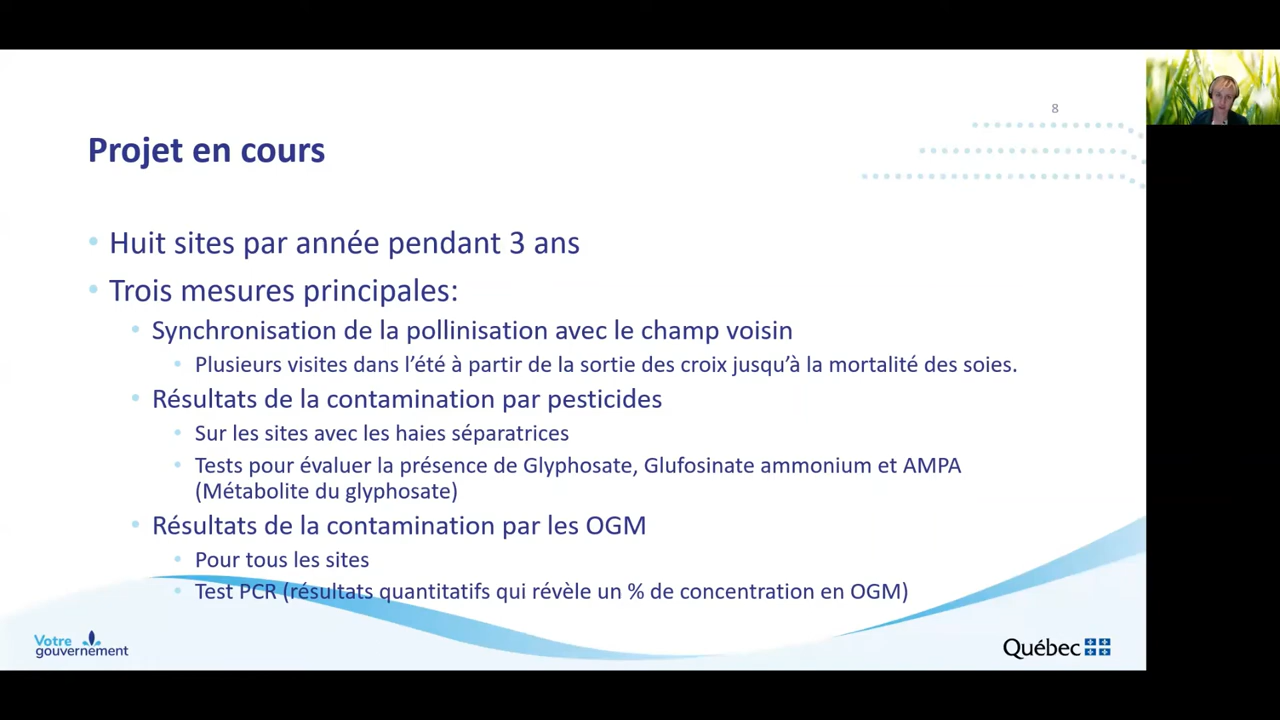 8
Projet en cours
• Huit sites par année pendant 3 ans
• Trois mesures principales:
• Synchronisation de la pollinisation avec le champ voisin
• Plusieurs visites dans l'été à partir de la sortie des croix jusqu'à la mortalité des soies.
• Résultats de la contamination par pesticides
• Sur les sites avec les haies séparatrices
• Tests pour évaluer la présence de Glyphosate, Glufosinate ammonium et AMPA
(Métabolite du glyphosate)
• Résultats de la contamination par les OGM
• Pour tous les sites
• Test PCR (résultats quantitatifs qui révèle un % de concentration en OGM)
Votre
gouvernement
Québec